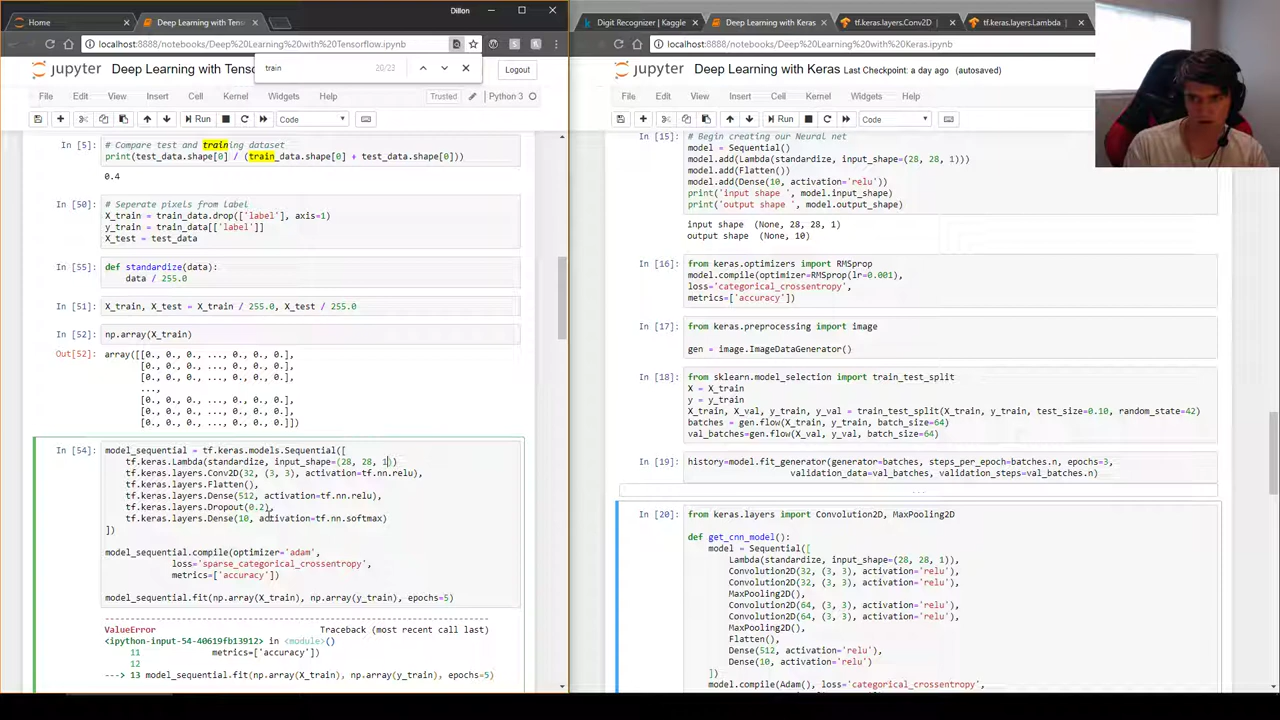 Home
Deep Learning with Tens
Dillon
localhost:8888/notebooks/Deep%20Learning%20with%20Tensorflow.ipynb
train
20/23
jupyter
Deep Learning with Tens
Logout
File Edit View Insert Cell Kernel Widgets Help
Trusted
Python 3
Run
Code
In [5]:
# Compare test and training dataset
print(test_data.shape[0] / (train_data.shape[0] + test_data.shape[0]))
0.4
In [50]:
# Seperate pixels from label
X_train = train_data.drop(['label'], axis=1)
y_train = train_data[['label']]
X_test = test_data
In [55]:
def standardize(data):
data / 255.0
In [51]:
X_train, X_test = X_train / 255.0, X_test / 255.0
In [52]:
np.array(X_train)
Out[52]:
array([[0., 0., 0., ..., 0., 0., 0.],
[0., 0., 0., ..., 0., 0., 0.],
[0., 0., 0., ..., 0., 0., 0.],
...,
[0., 0., 0., ..., 0., 0., 0.],
[0., 0., 0., ..., 0., 0., 0.],
[0., 0., 0., ..., 0., 0., 0.]])
In [54]:
model_sequential = tf.keras.models.Sequential([
tf.keras.Lambda(standardize, input_shape=(28, 28, 1))
tf.keras.layers.Conv2D(32, (3, 3), activation=tf.nn.relu),
tf.keras.layers.Flatten(),
tf.keras.layers.Dense(512, activation=tf.nn.relu),
tf.keras.layers.Dropout(0.2),
tf.keras.layers.Dense(10, activation=tf.nn.softmax)
])
model_sequential.compile(optimizer='adam',
loss='sparse_categorical_crossentropy',
metrics=['accuracy'])
model_sequential.fit(np.array(X_train), np.array(y_train), epochs=5)
ValueError Traceback (most recent call last)
<ipython-input-54-40619fb13912> in <module>()
11 metrics=['accuracy'])
12
---> 13 model_sequential.fit(np.array(X_train), np.array(y_train), epochs=5)
Digit Recognizer | Kaggle
Deep Learning with Keras
tf.keras.layers.Conv2D
tf.keras.layers.Lambda
localhost:8888/notebooks/Deep%20Learning%20with%20Keras.ipynb
jupyter
Deep Learning with Keras Last Checkpoint: a day ago (autosaved)
File Edit View Insert Cell Kernel Widgets Help
Run
Code
In [15]:
# Begin creating our Neural net
model = Sequential()
model.add(Lambda(standardize, input_shape=(28, 28, 1)))
model.add(Flatten())
model.add(Dense(10, activation='relu'))
print('input shape ', model.input_shape)
print('output shape ', model.output_shape)
input shape (None, 28, 28, 1)
output shape (None, 10)
In [16]:
from keras.optimizers import RMSprop
model.compile(optimizer=RMSprop(lr=0.001),
loss='categorical_crossentropy',
metrics=['accuracy'])
In [17]:
from keras.preprocessing import image
gen = image.ImageDataGenerator()
In [18]:
from sklearn.model_selection import train_test_split
X = X_train
y = y_train
X_train, X_val, y_train, y_val = train_test_split(X_train, y_train, test_size=0.10, random_state=42)
batches = gen.flow(X_train, y_train, batch_size=64)
val_batches=gen.flow(X_val, y_val, batch_size=64)
In [19]:
history=model.fit_generator(generator=batches, steps_per_epoch=batches.n, epochs=3,
validation_data=val_batches, validation_steps=val_batches.n)
...
In [20]:
from keras.layers import Convolution2D, MaxPooling2D
def get_cnn_model():
model = Sequential([
Lambda(standardize, input_shape=(28, 28, 1)),
Convolution2D(32, (3, 3), activation='relu'),
Convolution2D(32, (3, 3), activation='relu'),
MaxPooling2D(),
Convolution2D(64, (3, 3), activation='relu'),
Convolution2D(64, (3, 3), activation='relu'),
MaxPooling2D(),
Flatten(),
Dense(512, activation='relu'),
Dense(10, activation='relu')
])
model.compile(Adam(), loss='categorical_crossentropy',